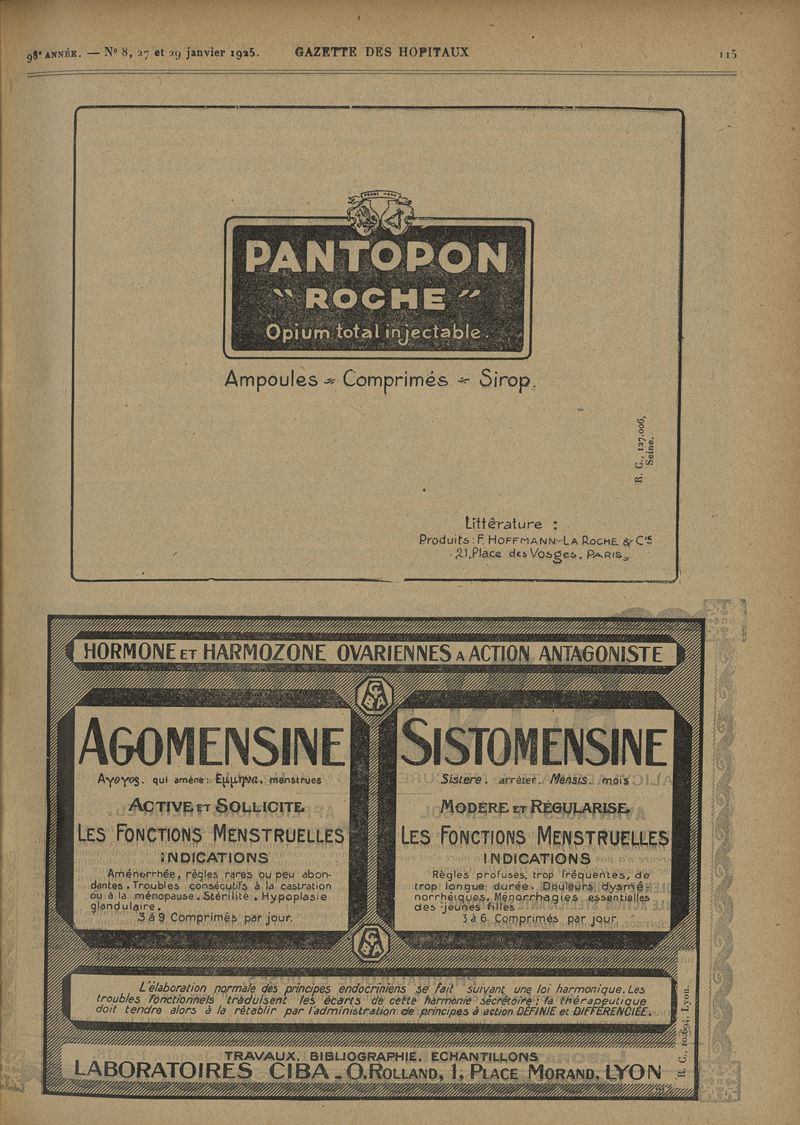 98ᵉ ANNÉE. — Nº 8, 27 et 29 janvier 1925. GAZETTE DES HOPITAUX 115
PANTOPON
"ROCHE"
Opium total injectable.
Ampoules - Comprimés - Sirop.
R. C., 127.006,
Seine.
Littérature :
Produits : F. HOFFMANN-LA ROCHE & Cⁱᵉ
21, Place des Vosges, PARIS,
HORMONE ET HARMOZONE OVARIENNES A ACTION ANTAGONISTE
AGOMENSINE
Αγογος. qui amène: Εμμηνα, menstrues
ACTIVE ET SOLLICITE
LES FONCTIONS MENSTRUELLES
INDICATIONS
Aménorrhée, règles rares ou peu abon-
dantes. Troubles consécutifs à la castration
ou à la ménopause. Stérilité. Hypoplasie
glandulaire.
3 à 9 Comprimés par jour.
SISTOMENSINE
Sistere. arrêter. Mensis. mois
MODÈRE ET RÉGULARISE
LES FONCTIONS MENSTRUELLES
INDICATIONS
Règles profuses, trop fréquentes, de
trop longue durée. Douleurs dysmé-
norrhéiques. Ménorrhagies essentielles
des jeunes filles
3 à 6 Comprimés par jour
L'élaboration normale des principes endocriniens se fait suivant une loi harmonique. Les
troubles fonctionnels traduisent les écarts de cette harmonie sécrétoire ; la thérapeutique
doit tendre alors à la rétablir par l'administration de principes à action DÉFINIE et DIFFÉRENCIÉE.
TRAVAUX. BIBLIOGRAPHIE. ECHANTILLONS
LABORATOIRES CIBA - O. ROLLAND, 1, PLACE MORAND. LYON
R. C., Lyon.